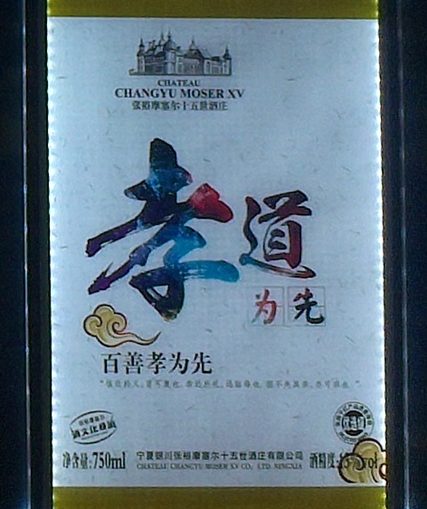 CHATEAU
CHANGYU MOSER XV
张裕摩塞尔十五世酒庄
孝道
为先
百善孝为先
净含量:750ml
宁夏银川张裕摩塞尔十五世酒庄有限公司
CHATEAU CHANGYU MOSER XV CO., LTD. NINGXIA
酒精度:
vol